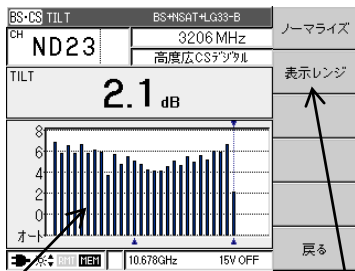 BS・CS TILT BS+NSAT+LG33-B
ノーマライズ
CH ND23 3206 MHz
高度広CSデジタル
表示レンジ
TILT
2.1 dB
8
6
4
2
0
オート
戻る
RMT MEM 10.678GHz 15V OFF